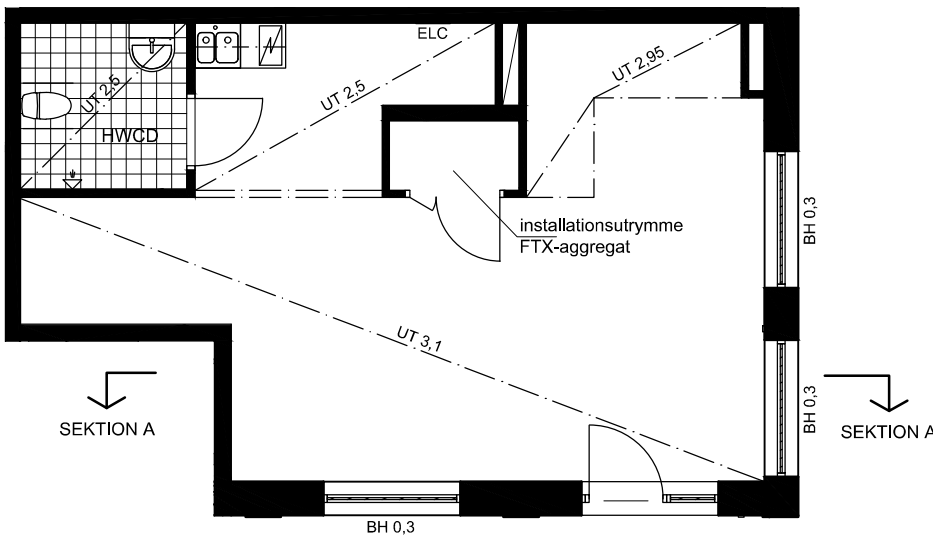 ELC
UT 2,5
UT 2,5
UT 2,95
HWCD
installationsutrymme
FTX-aggregat
BH 0,3
UT 3,1
BH 0,3
SEKTION A
SEKTION A
BH 0,3